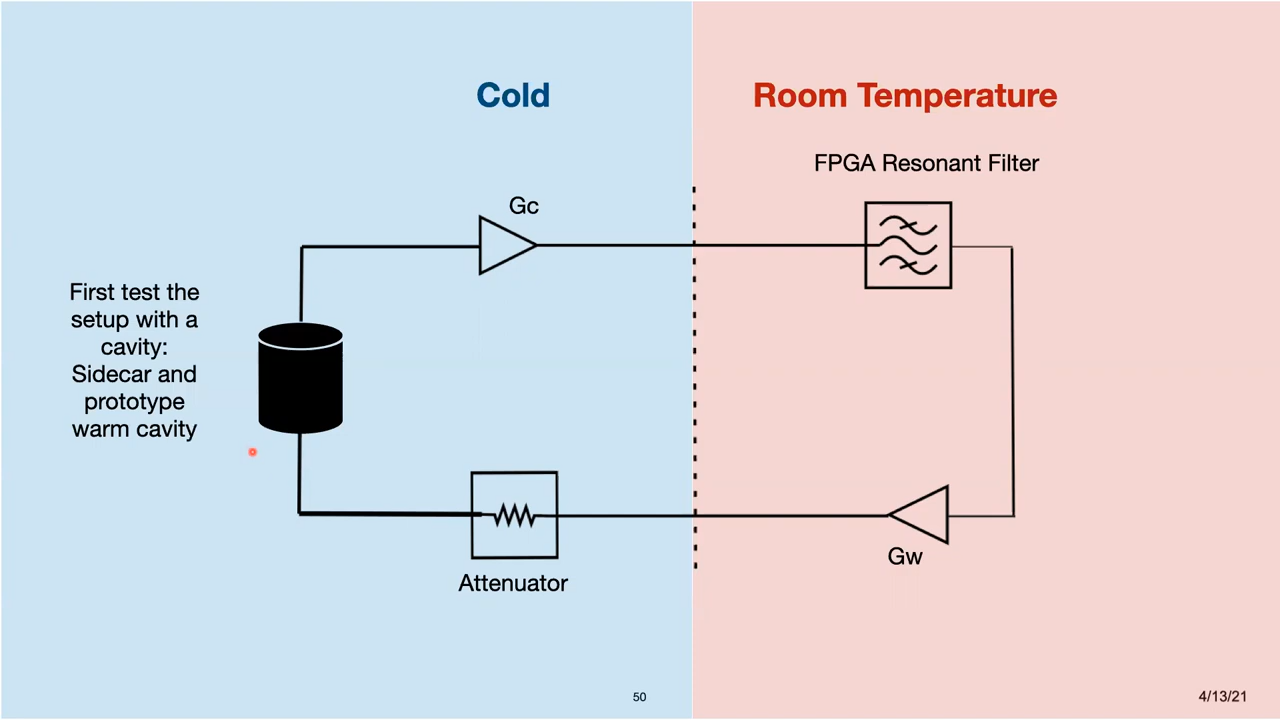 Cold
Room Temperature
FPGA Resonant Filter
Gc
First test the
setup with a
cavity:
Sidecar and
prototype
warm cavity
Gw
Attenuator
50
4/13/21